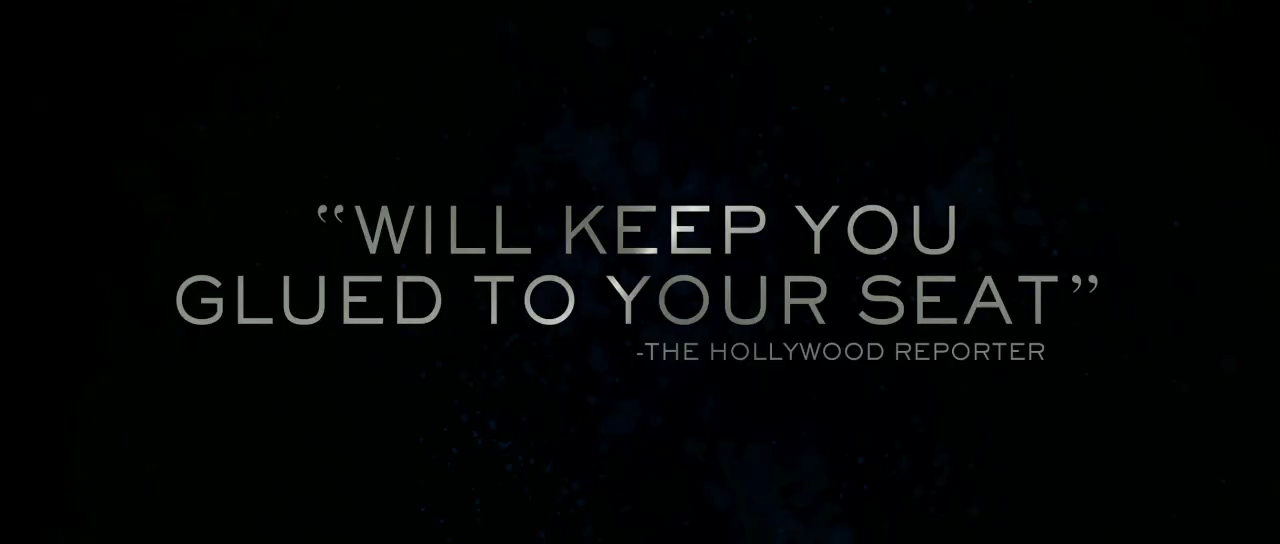 “WILL KEEP YOU
GLUED TO YOUR SEAT”
-THE HOLLYWOOD REPORTER